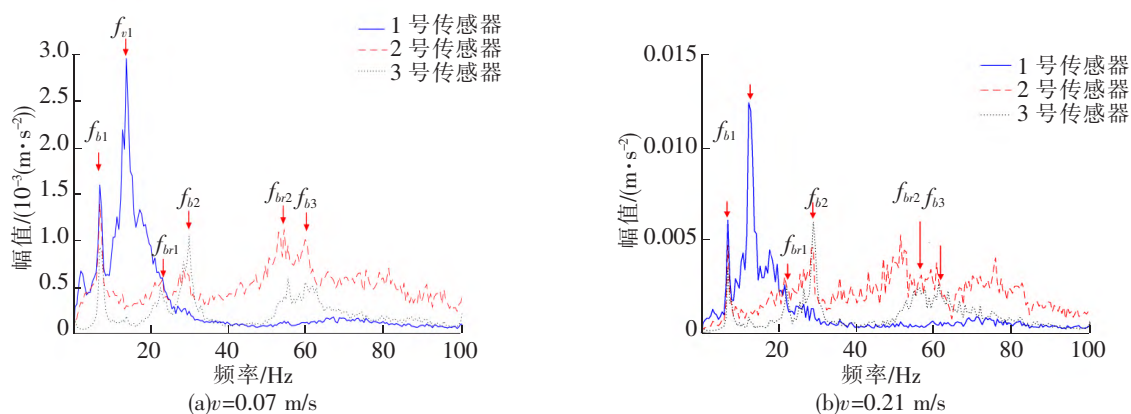 f_{v1}
3.0
2.5
2.0
1.5
1.0
0.5
0
f_{b1}
f_{br1}
f_{b2}
f_{br2}
f_{b3}
1 号传感器
2 号传感器
3 号传感器
幅值/(10⁻³(m·s⁻²))
20
40
60
80
100
频率/Hz
(a)v=0.07 m/s
0.015
0.010
0.005
0.000
f_{b1}
f_{br1}
f_{b2}
f_{br2}
f_{b3}
1 号传感器
2 号传感器
3 号传感器
幅值/(m·s⁻²)
20
40
60
80
100
频率/Hz
(b)v=0.21 m/s